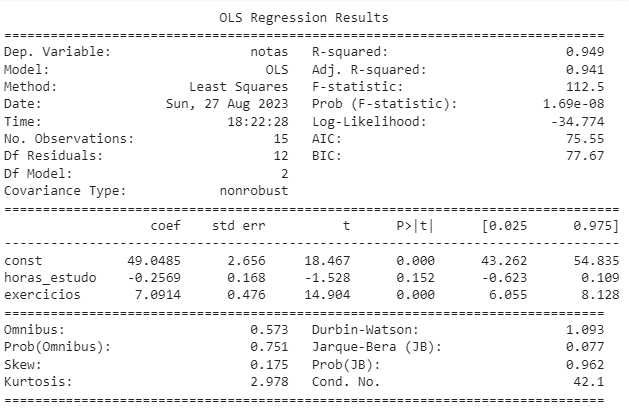 OLS Regression Results
==============================================================================
Dep. Variable: notas R-squared: 0.949
Model: OLS Adj. R-squared: 0.941
Method: Least Squares F-statistic: 112.5
Date: Sun, 27 Aug 2023 Prob (F-statistic): 1.69e-08
Time: 18:22:28 Log-Likelihood: -34.774
No. Observations: 15 AIC: 75.55
Df Residuals: 12 BIC: 77.67
Df Model: 2
Covariance Type: nonrobust
==============================================================================
coef std err t P>|t| [0.025 0.975]
------------------------------------------------------------------------------
const 49.0485 2.656 18.467 0.000 43.262 54.835
horas_estudo -0.2569 0.168 -1.528 0.152 -0.623 0.109
exercicios 7.0914 0.476 14.904 0.000 6.055 8.128
==============================================================================
Omnibus: 0.573 Durbin-Watson: 1.093
Prob(Omnibus): 0.751 Jarque-Bera (JB): 0.077
Skew: 0.175 Prob(JB): 0.962
Kurtosis: 2.978 Cond. No. 42.1
==============================================================================